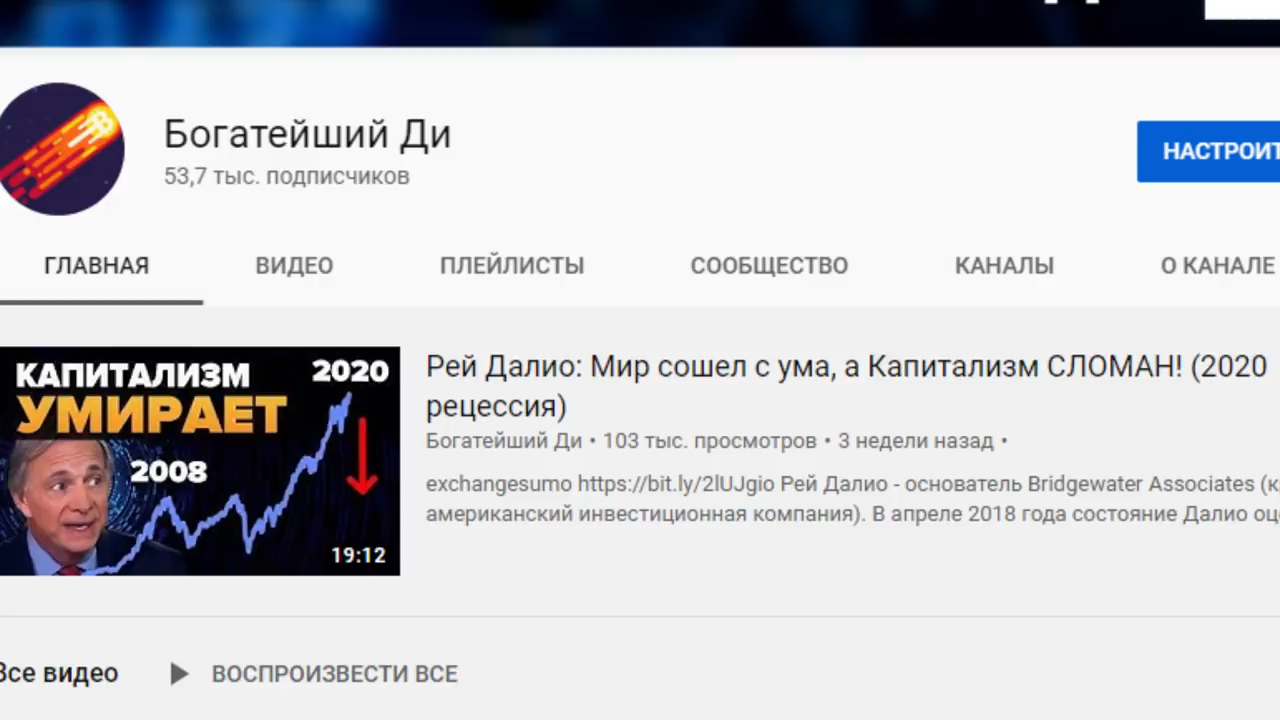 Богатейший Ди
53,7 тыс. подписчиков
НАСТРОИТ
ГЛАВНАЯ
ВИДЕО
ПЛЕЙЛИСТЫ
СООБЩЕСТВО
КАНАЛЫ
О КАНАЛЕ
КАПИТАЛИЗМ
УМИРАЕТ
2020
2008
19:12
Рей Далио: Мир сошел с ума, а Капитализм СЛОМАН! (2020
рецессия)
Богатейший Ди • 103 тыс. просмотров • 3 недели назад •
exchangesumo https://bit.ly/2lUJgio Рей Далио - основатель Bridgewater Associates (к
американский инвестиционная компания). В апреле 2018 года состояние Далио оц
Все видео
ВОСПРОИЗВЕСТИ ВСЕ